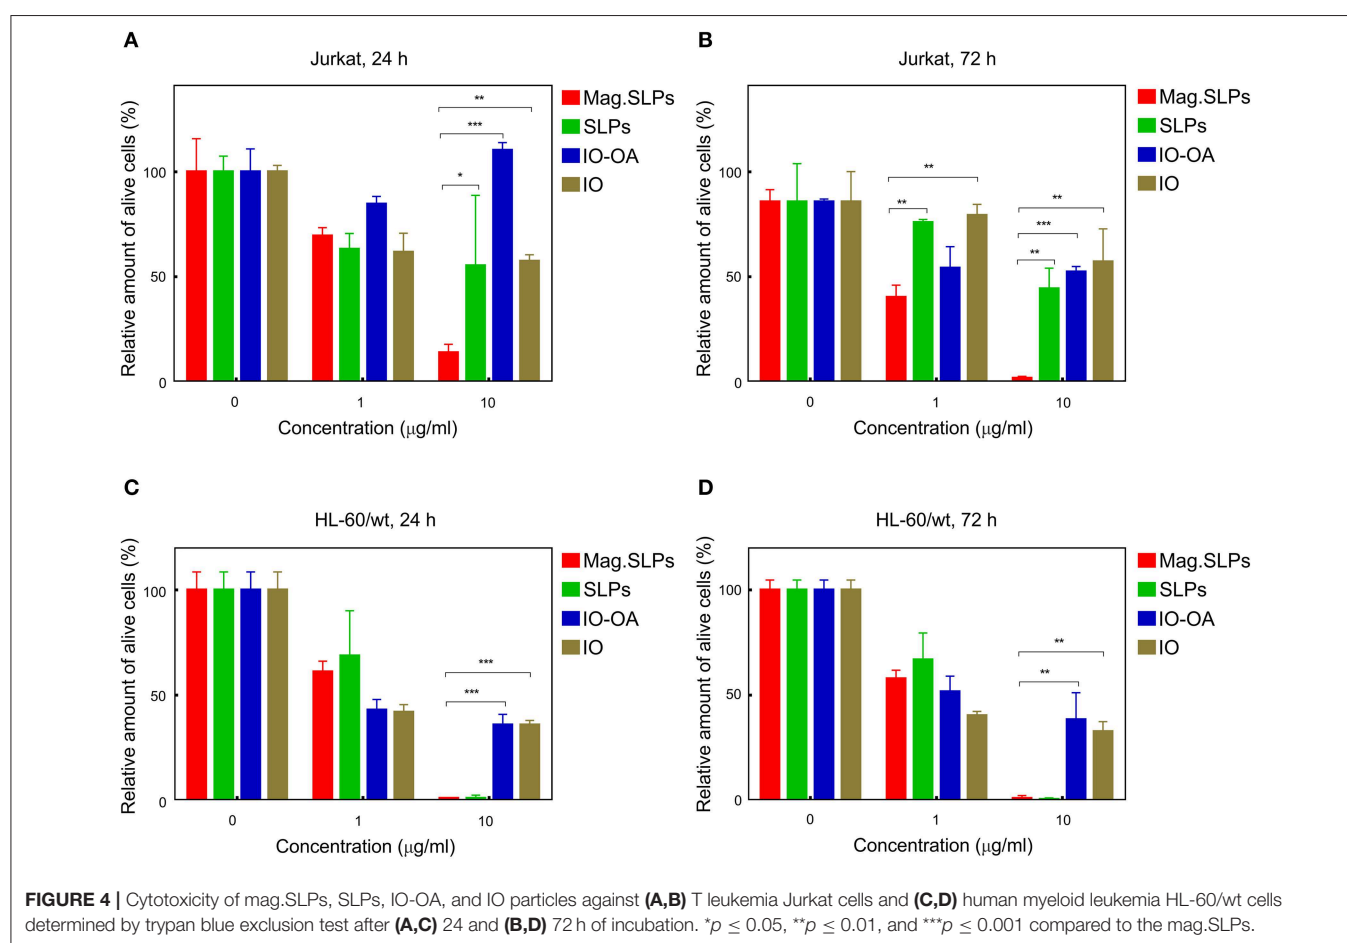 A
Jurkat, 24 h
Relative amount of alive cells (%)
100
50
0
**
***
*
Mag.SLPs
SLPs
IO-OA
IO
0 1 10
Concentration (μg/ml)
B
Jurkat, 72 h
Relative amount of alive cells (%)
100
50
0
**
**
**
***
**
Mag.SLPs
SLPs
IO-OA
IO
0 1 10
Concentration (μg/ml)
C
HL-60/wt, 24 h
Relative amount of alive cells (%)
100
50
0
***
***
Mag.SLPs
SLPs
IO-OA
IO
0 1 10
Concentration (μg/ml)
D
HL-60/wt, 72 h
Relative amount of alive cells (%)
100
50
0
**
**
Mag.SLPs
SLPs
IO-OA
IO
0 1 10
Concentration (μg/ml)
FIGURE 4 | Cytotoxicity of mag.SLPs, SLPs, IO-OA, and IO particles against (A,B) T leukemia Jurkat cells and (C,D) human myeloid leukemia HL-60/wt cells
determined by trypan blue exclusion test after (A,C) 24 and (B,D) 72 h of incubation. *p ≤ 0.05, **p ≤ 0.01, and ***p ≤ 0.001 compared to the mag.SLPs.